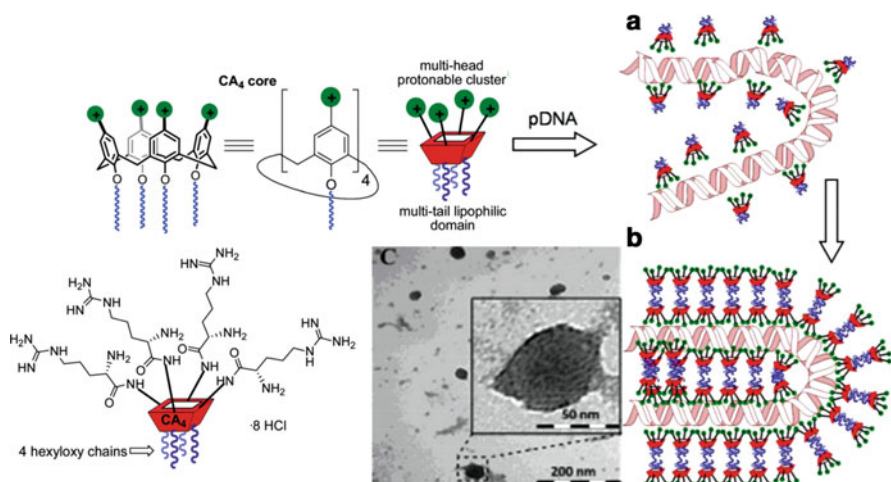 a
CA4 core
multi-head
protonable cluster
+ + + +
+
+ + + +
pDNA
O O O O
O
4
multi-tail lipophilic
domain
b
C
NH2
HN
NH
NH2
HN
NH
NH2
NH2
HN
NH
NH2
HN
NH
NH2
NH2
NH2
NH2
O
NH
O
NH
O
NH
O
NH
CA4
·8 HCl
4 hexyloxy chains
50 nm
200 nm